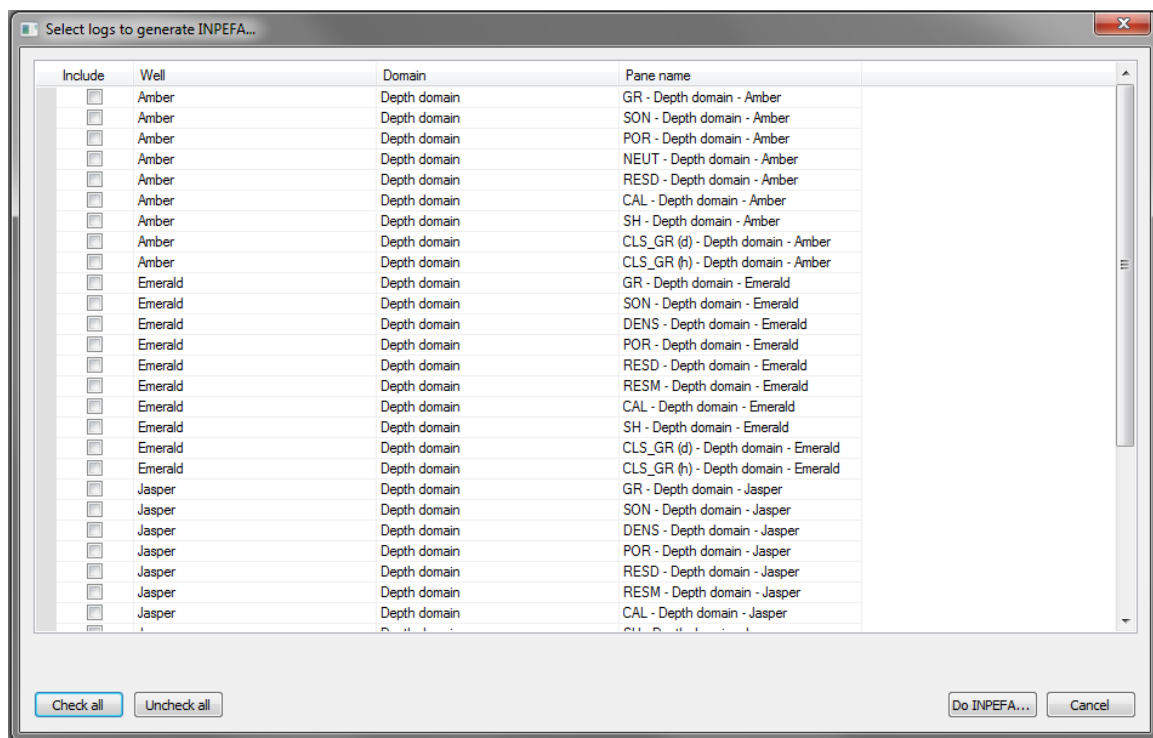 Select logs to generate INPEFA...
Include Well Domain Pane name
Amber Depth domain GR - Depth domain - Amber
Amber Depth domain SON - Depth domain - Amber
Amber Depth domain POR - Depth domain - Amber
Amber Depth domain NEUT - Depth domain - Amber
Amber Depth domain RESD - Depth domain - Amber
Amber Depth domain CAL - Depth domain - Amber
Amber Depth domain SH - Depth domain - Amber
Amber Depth domain CLS_GR (d) - Depth domain - Amber
Amber Depth domain CLS_GR (h) - Depth domain - Amber
Emerald Depth domain GR - Depth domain - Emerald
Emerald Depth domain SON - Depth domain - Emerald
Emerald Depth domain DENS - Depth domain - Emerald
Emerald Depth domain POR - Depth domain - Emerald
Emerald Depth domain RESD - Depth domain - Emerald
Emerald Depth domain RESM - Depth domain - Emerald
Emerald Depth domain CAL - Depth domain - Emerald
Emerald Depth domain SH - Depth domain - Emerald
Emerald Depth domain CLS_GR (d) - Depth domain - Emerald
Emerald Depth domain CLS_GR (h) - Depth domain - Emerald
Jasper Depth domain GR - Depth domain - Jasper
Jasper Depth domain SON - Depth domain - Jasper
Jasper Depth domain DENS - Depth domain - Jasper
Jasper Depth domain POR - Depth domain - Jasper
Jasper Depth domain RESD - Depth domain - Jasper
Jasper Depth domain RESM - Depth domain - Jasper
Jasper Depth domain CAL - Depth domain - Jasper
Check all Uncheck all Do INPEFA... Cancel